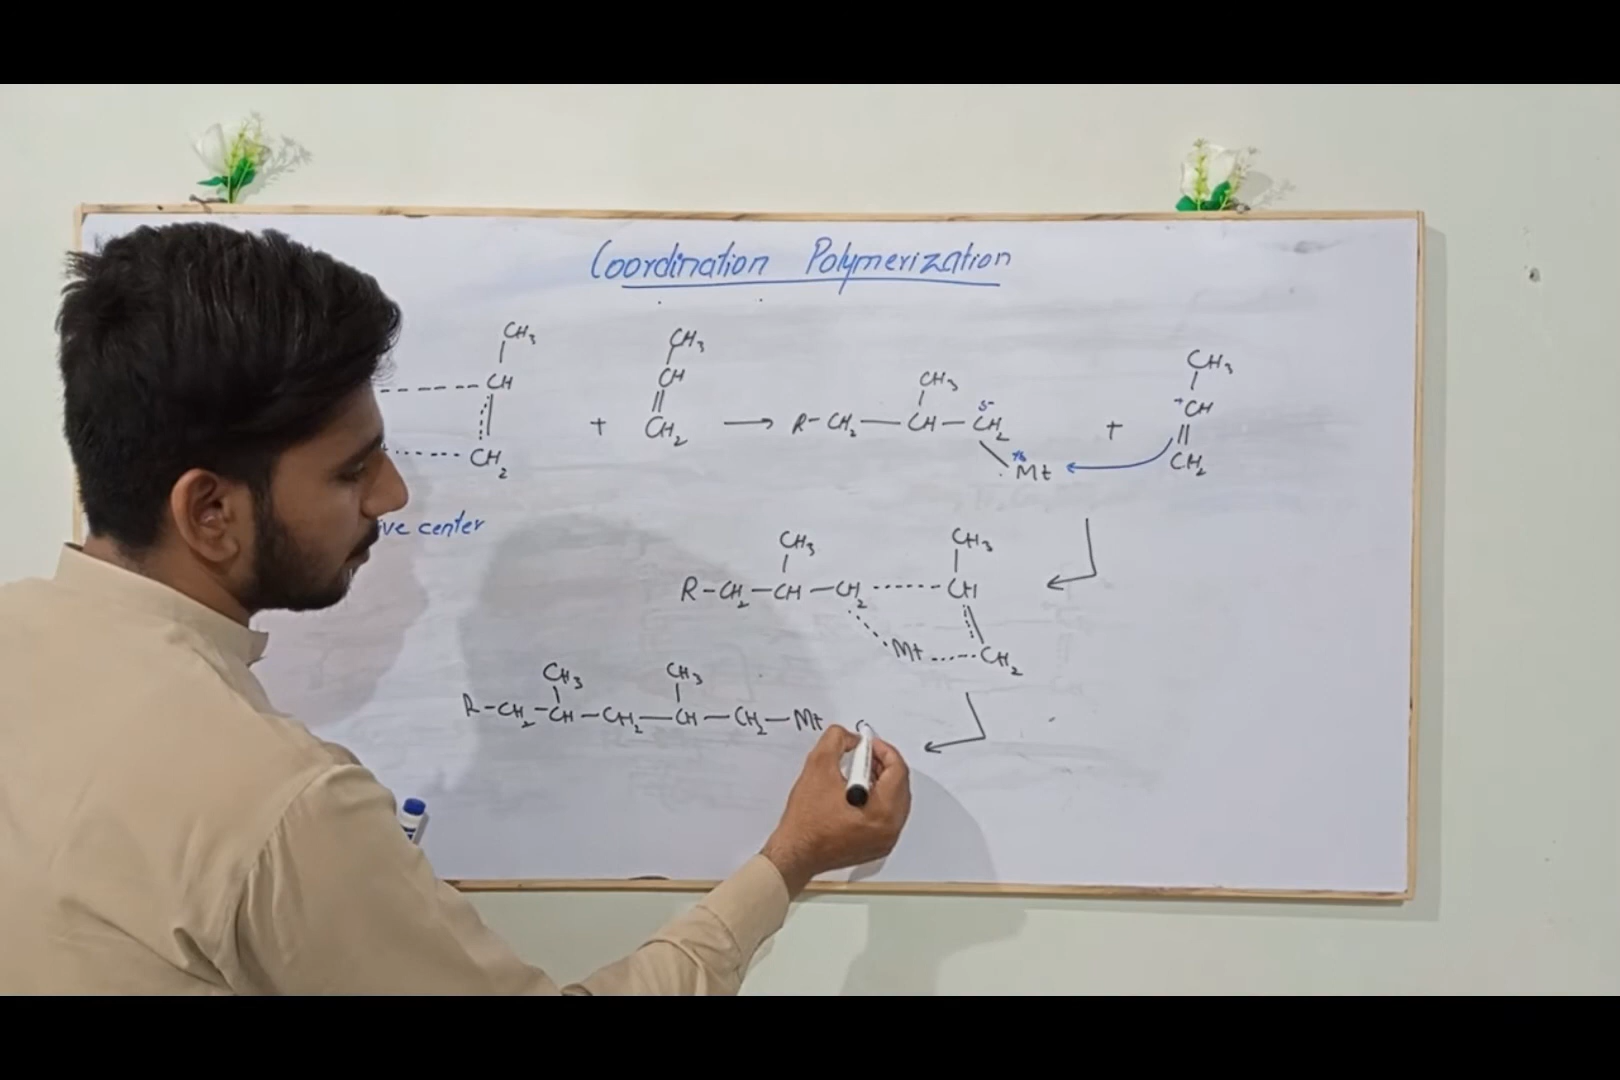 Coordination Polymerization
CH3
CH
CH2
+
CH3
CH
CH2
→
CH3
R-CH2—CH—CH2
δ-
Mt
+
CH3
+CH
CH2
ive center
CH3 CH3
R-CH2-CH-CH2------CH
Mt.....CH2
CH3 CH3
R-CH2-CH-CH2-CH-CH2-Mt